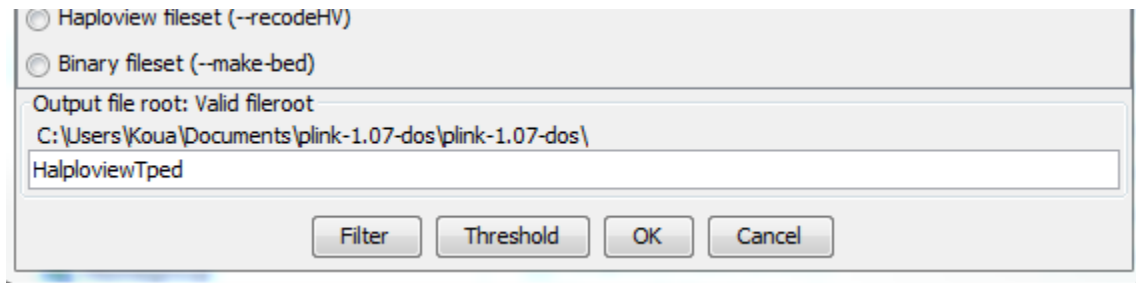 Haploview fileset (--recodeHV)
Binary fileset (--make-bed)
Output file root: Valid fileroot
C:\Users\Koua\Documents\plink-1.07-dos\plink-1.07-dos\
HalploviewTped
Filter Threshold OK Cancel